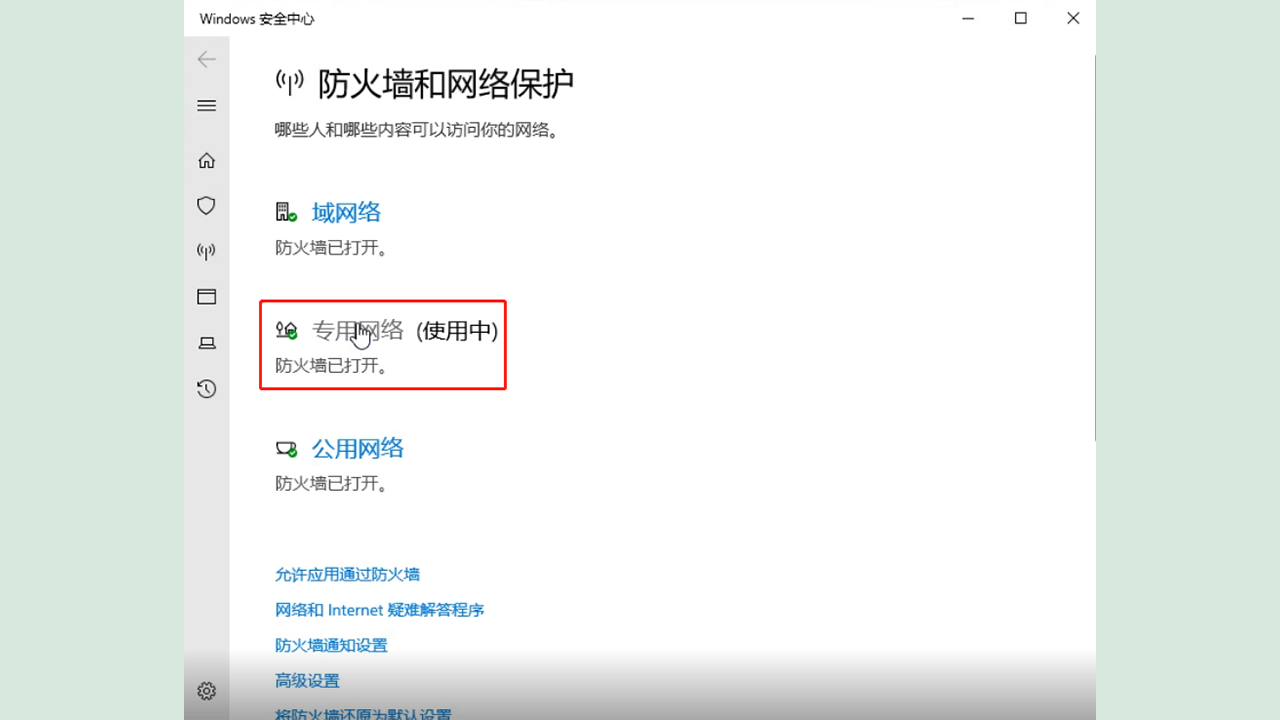 Windows 安全中心
防火墙和网络保护
哪些人和哪些内容可以访问你的网络。
域网络
防火墙已打开。
专用网络 (使用中)
防火墙已打开。
公用网络
防火墙已打开。
允许应用通过防火墙
网络和 Internet 疑难解答程序
防火墙通知设置
高级设置
将防火墙还原为默认设置